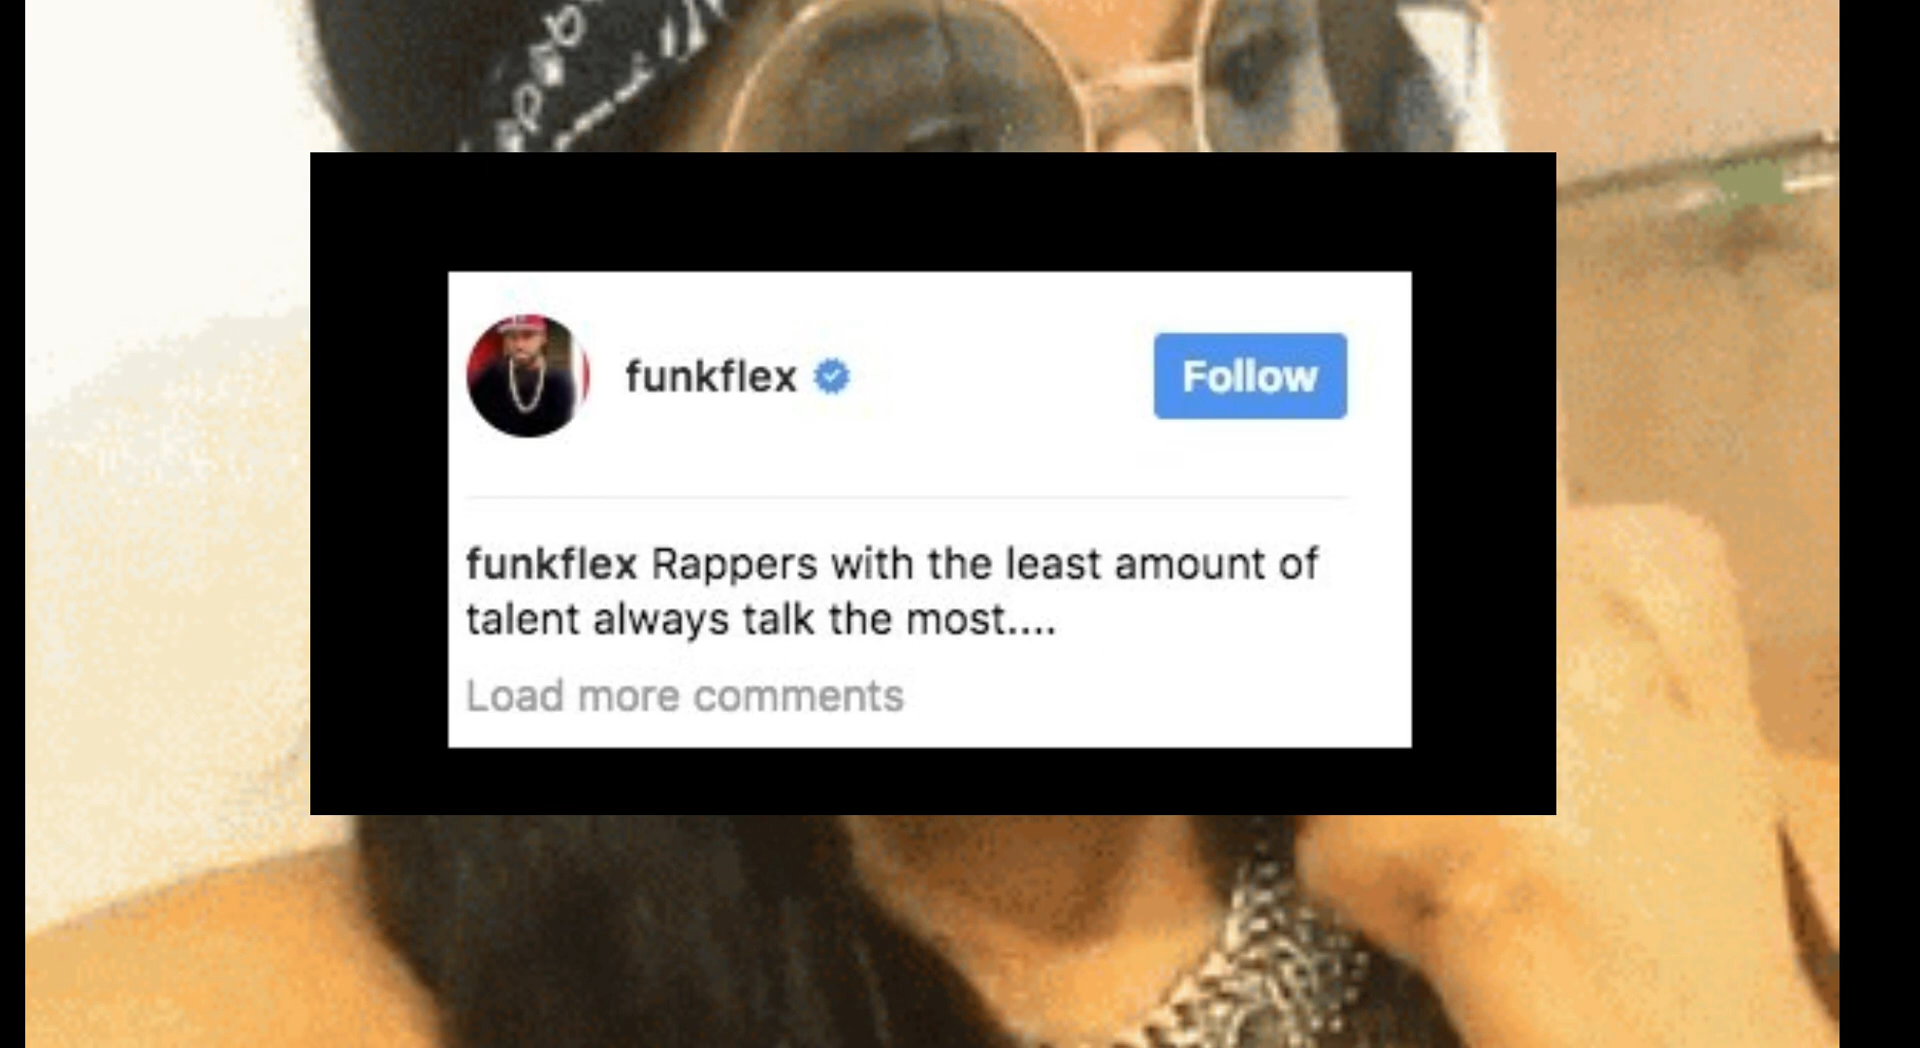 funkflex
Follow
funkflex Rappers with the least amount of
talent always talk the most....
Load more comments